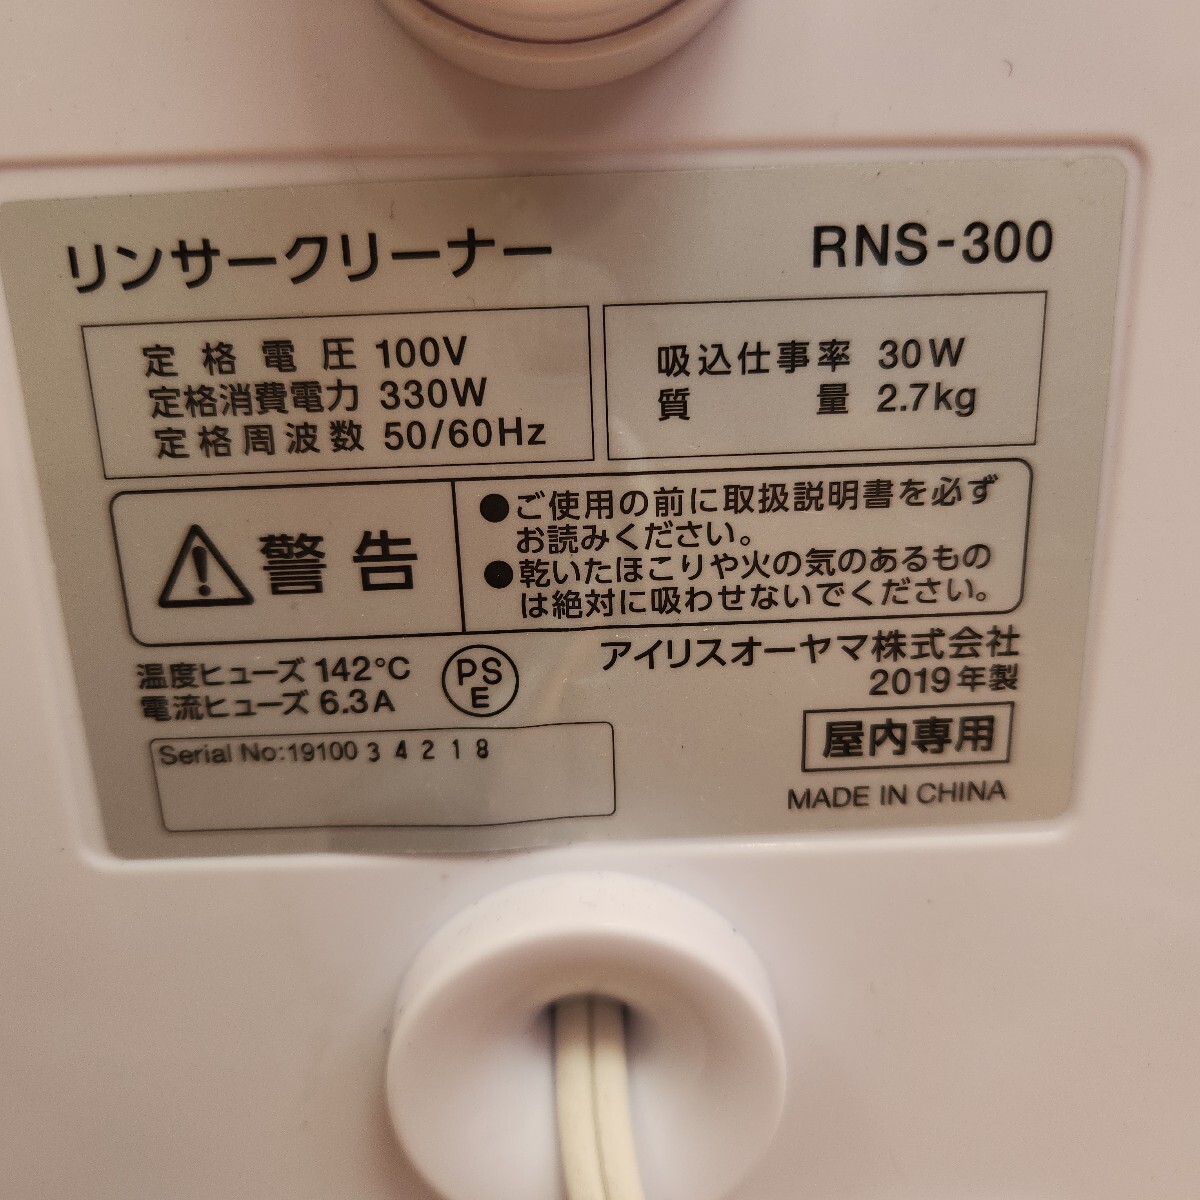 リンサークリーナー RNS-300
定格電圧 100V
定格消費電力 330W
定格周波数 50/60Hz
吸込仕事率 30W
質量 2.7kg
警告
●ご使用の前に取扱説明書を必ず
お読みください。
●乾いたほこりや火の気のあるもの
は絶対に吸わせないでください。
温度ヒューズ 142℃
電流ヒューズ 6.3A
PS
E
アイリスオーヤマ株式会社
2019年製
Serial No:19100 3 4 2 1 8
屋内専用
MADE IN CHINA